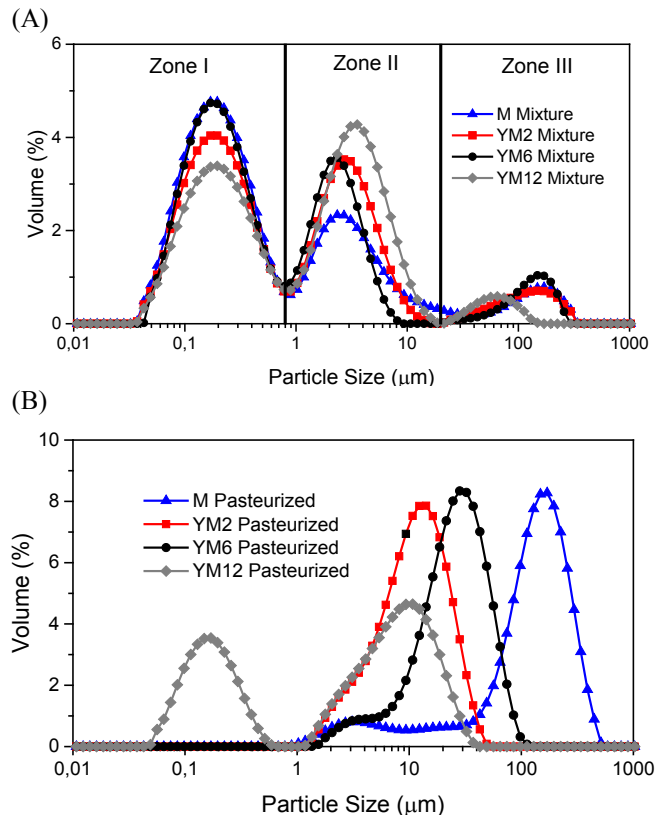 (A)
Zone I
Zone II
Zone III
M Mixture
YM2 Mixture
YM6 Mixture
YM12 Mixture
Volume (%)
6
4
2
0
0,01
0,1
1
10
100
1000
Particle Size (μm)
(B)
M Pasteurized
YM2 Pasteurized
YM6 Pasteurized
YM12 Pasteurized
Volume (%)
10
8
6
4
2
0
0,01
0,1
1
10
100
1000
Particle Size (μm)